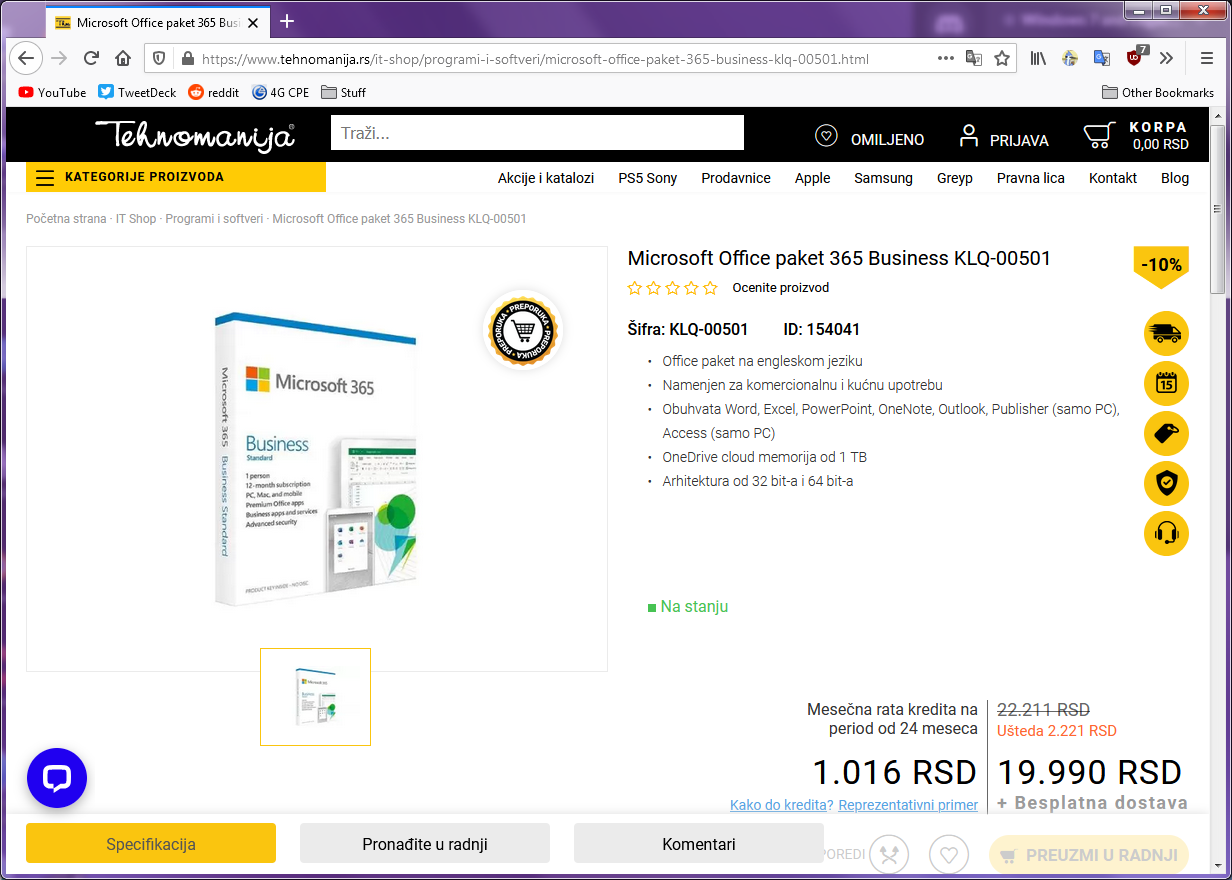 Microsoft Office paket 365 Busi
https://www.tehnomanija.rs/it-shop/programi-i-softveri/microsoft-office-paket-365-business-klq-00501.html
7
YouTube TweetDeck reddit 4G CPE Stuff Other Bookmarks
Tehnomanija
Traži...
OMILJENO
PRIJAVA
KORPA
0,00 RSD
KATEGORIJE PROIZVODA
Akcije i katalozi PS5 Sony Prodavnice Apple Samsung Greyp Pravna lica Kontakt Blog
Početna strana · IT Shop · Programi i softveri · Microsoft Office paket 365 Business KLQ-00501
PREPORUKA · PREPORUKA · PREPORUKA
Microsoft 365
Microsoft 365 Business Standard
Business
Standard
1 person
12-month subscription
PC, Mac, and mobile
Premium Office apps
Business apps and services
Advanced security
Microsoft Office paket 365 Business KLQ-00501
-10%
Ocenite proizvod
Šifra: KLQ-00501 ID: 154041
• Office paket na engleskom jeziku
• Namenjen za komercionalnu i kućnu upotrebu
• Obuhvata Word, Excel, PowerPoint, OneNote, Outlook, Publisher (samo PC),
Access (samo PC)
• OneDrive cloud memorija od 1 TB
• Arhitektura od 32 bit-a i 64 bit-a
15
Na stanju
Mesečna rata kredita na
period od 24 meseca
1.016 RSD
Kako do kredita? Reprezentativni primer
22.211 RSD
Ušteda 2.221 RSD
19.990 RSD
+ Besplatna dostava
Specifikacija
Pronađite u radnji
Komentari
POREDI
PREUZMI U RADNJI